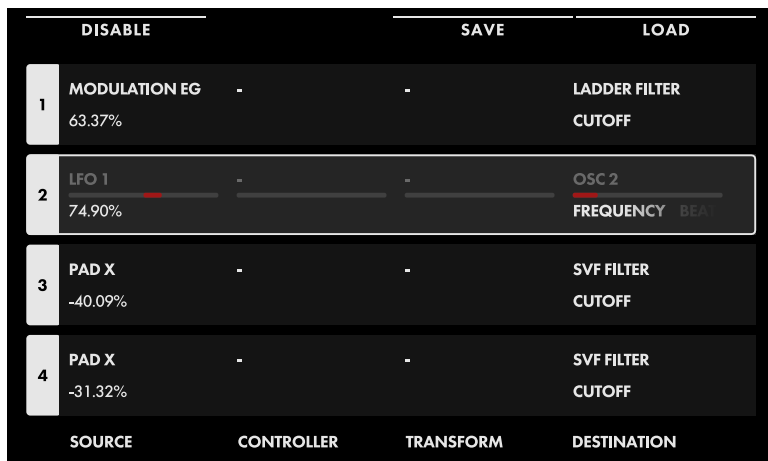 DISABLE SAVE LOAD
1 MODULATION EG - - LADDER FILTER
63.37% CUTOFF
2 LFO 1 - - OSC 2
74.90% FREQUENCY
3 PAD X - - SVF FILTER
-40.09% CUTOFF
4 PAD X - - SVF FILTER
-31.32% CUTOFF
SOURCE CONTROLLER TRANSFORM DESTINATION